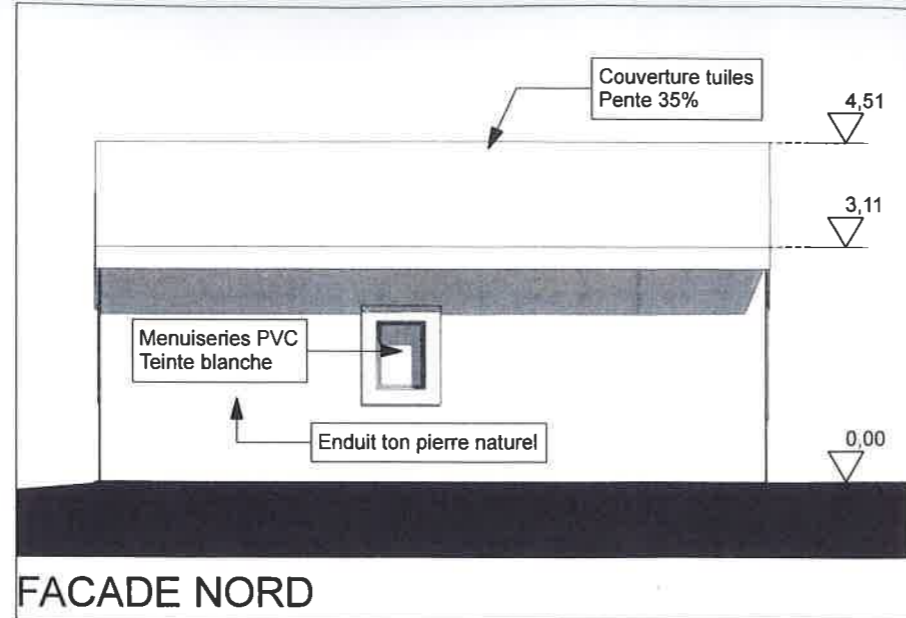 Couverture tuiles
Pente 35%
4,51
3,11
Menuiseries PVC
Teinte blanche
Enduit ton pierre naturel
0,00
FACADE NORD